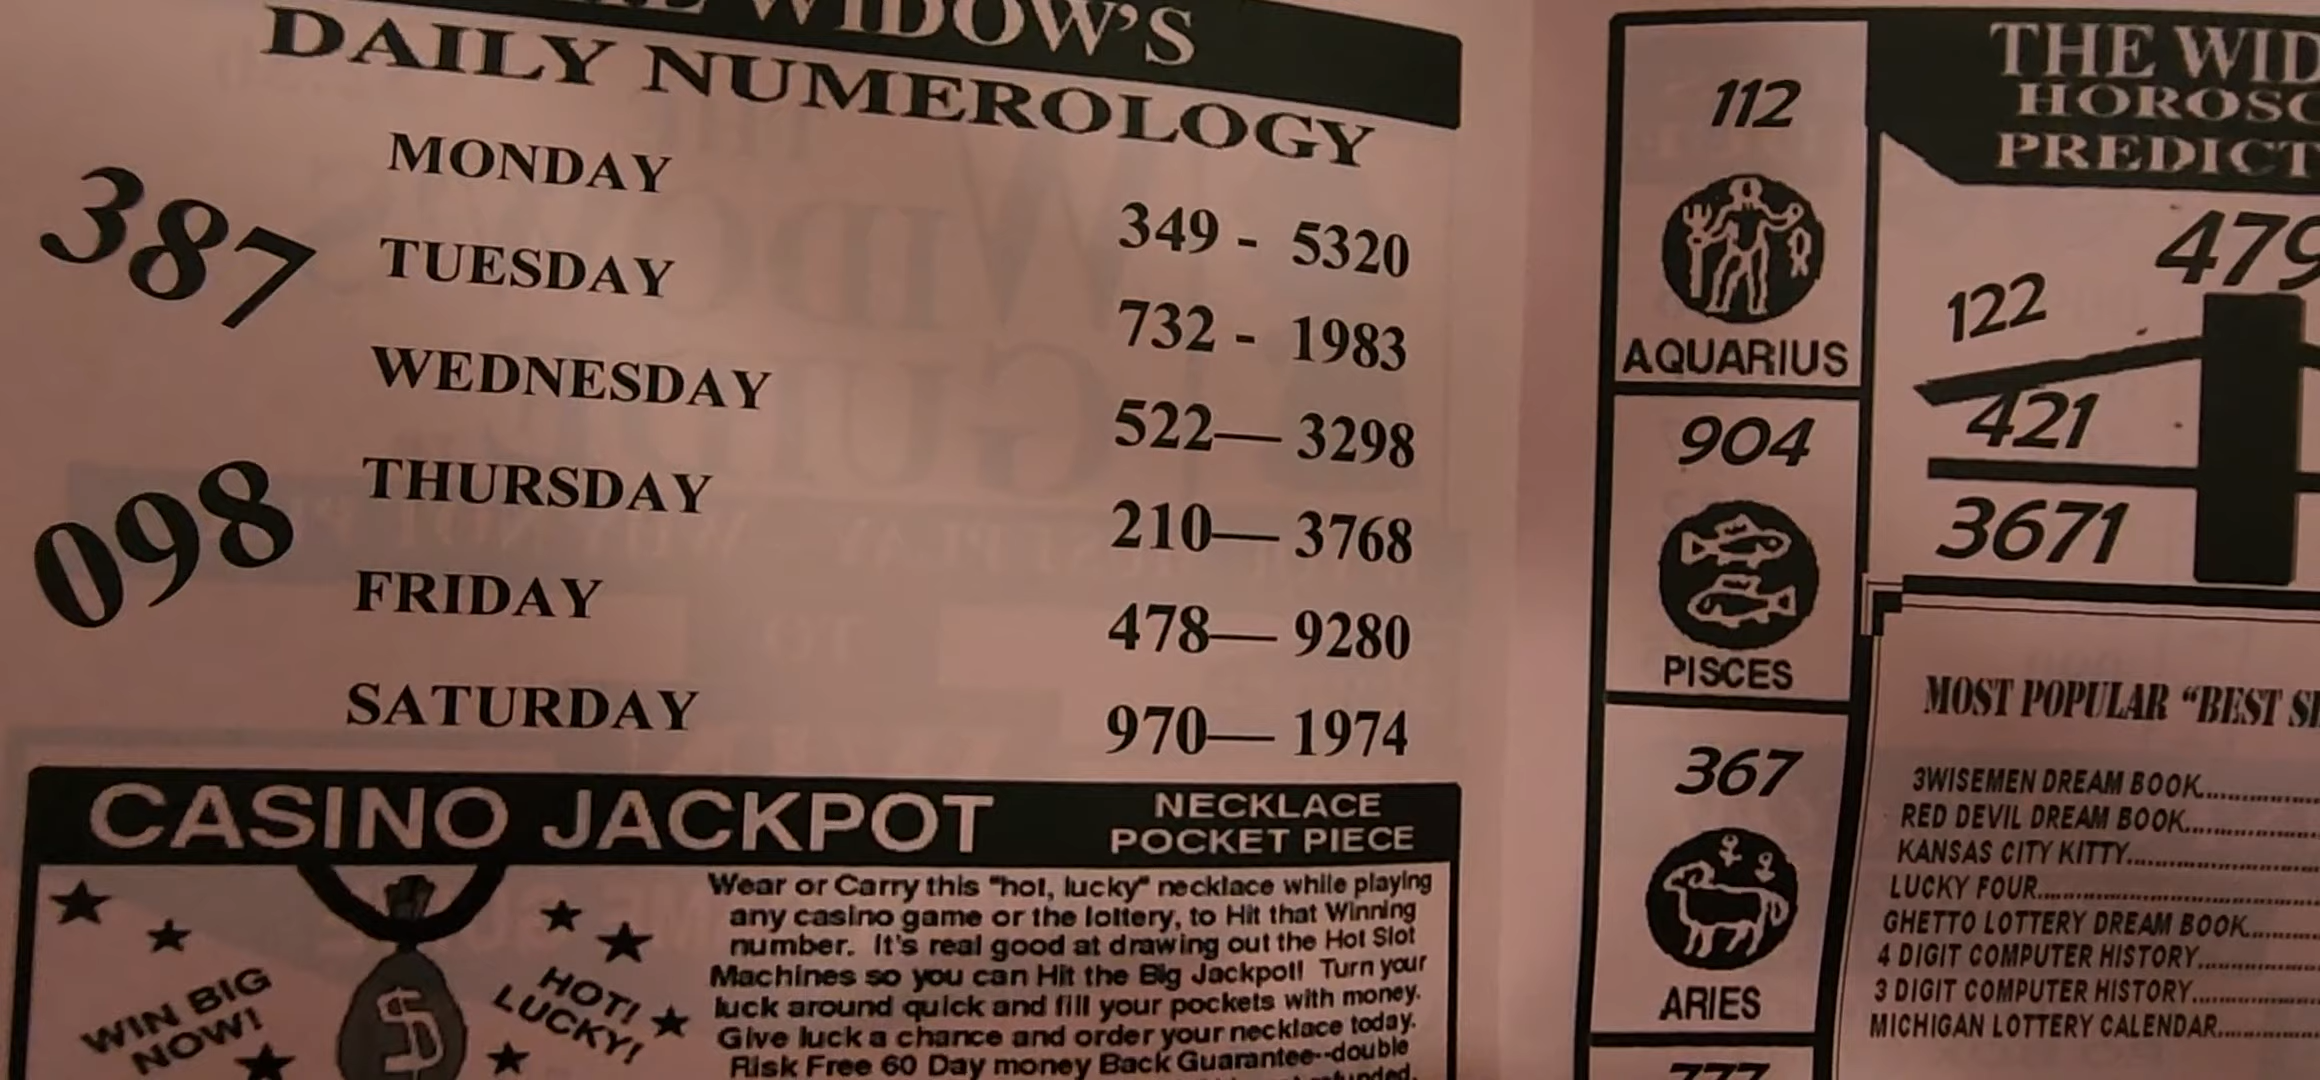 WIDOW'S
DAILY NUMEROLOGY
387
098
MONDAY 349 - 5320
TUESDAY 732 - 1983
WEDNESDAY 522— 3298
THURSDAY 210— 3768
FRIDAY 478— 9280
SATURDAY 970— 1974
CASINO JACKPOT
NECKLACE
POCKET PIECE
WIN BIG
NOW!
$
HOT!
LUCKY!
Wear or Carry this "hot, lucky" necklace while playing
any casino game or the lottery, to Hit that Winning
number. It's real good at drawing out the Hot Slot
Machines so you can Hit the Big Jackpot! Turn your
luck around quick and fill your pockets with money.
Give luck a chance and order your necklace today.
Risk Free 60 Day money Back Guarantee--double
112
AQUARIUS
904
PISCES
367
ARIES
777
THE WID
HOROSC
PREDICT
479
122
421
3671
MOST POPULAR "BEST
3WISEMEN DREAM BOOK
RED DEVIL DREAM BOOK
KANSAS CITY KITTY
LUCKY FOUR
GHETTO LOTTERY DREAM BOOK
4 DIGIT COMPUTER HISTORY
3 DIGIT COMPUTER HISTORY
MICHIGAN LOTTERY CALENDAR